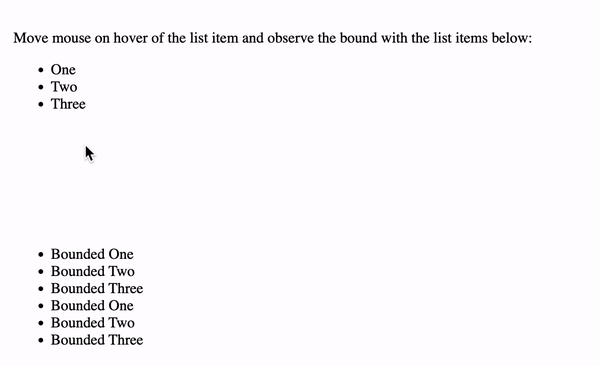 Move mouse on hover of the list item and observe the bound with the list items below:
• One
• Two
• Three
• Bounded One
• Bounded Two
• Bounded Three
• Bounded One
• Bounded Two
• Bounded Three